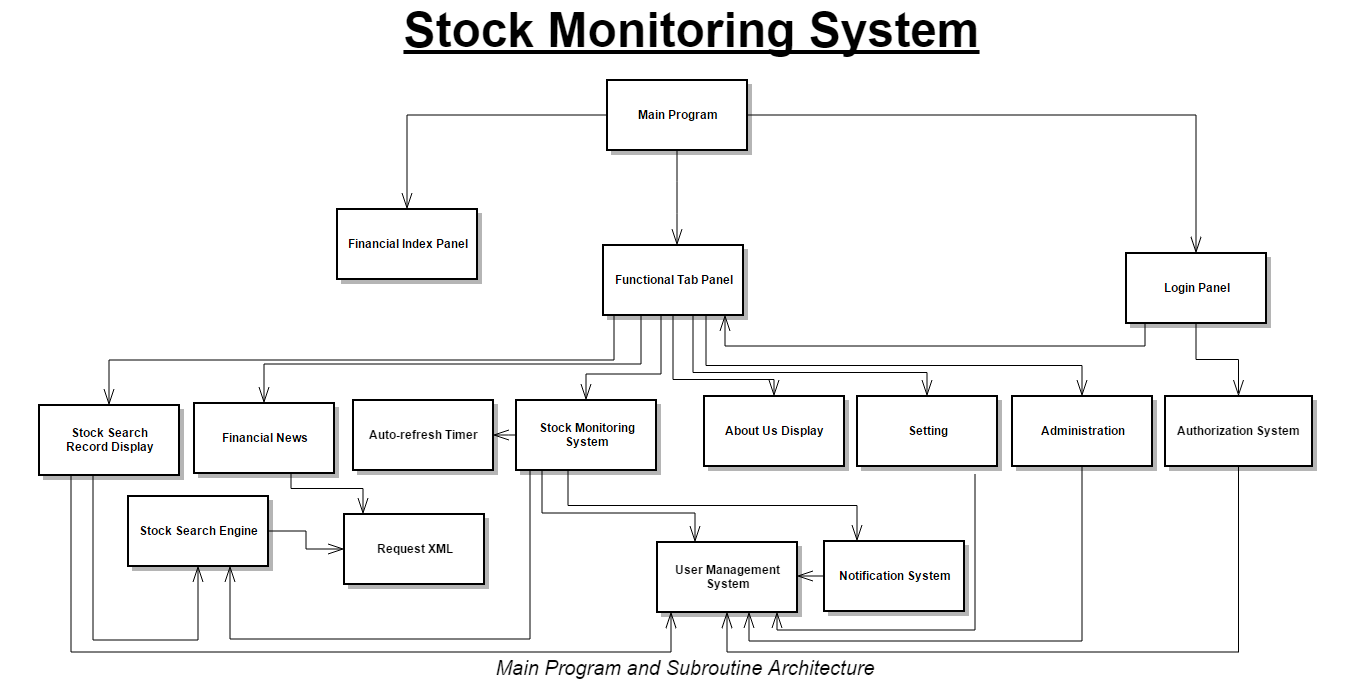 Stock Monitoring System
Main Program
Financial Index Panel
Functional Tab Panel
Login Panel
Stock Search
Record Display
Financial News
Auto-refresh Timer
Stock Monitoring
System
About Us Display
Setting
Administration
Authorization System
Stock Search Engine
Request XML
User Management
System
Notification System
Main Program and Subroutine Architecture